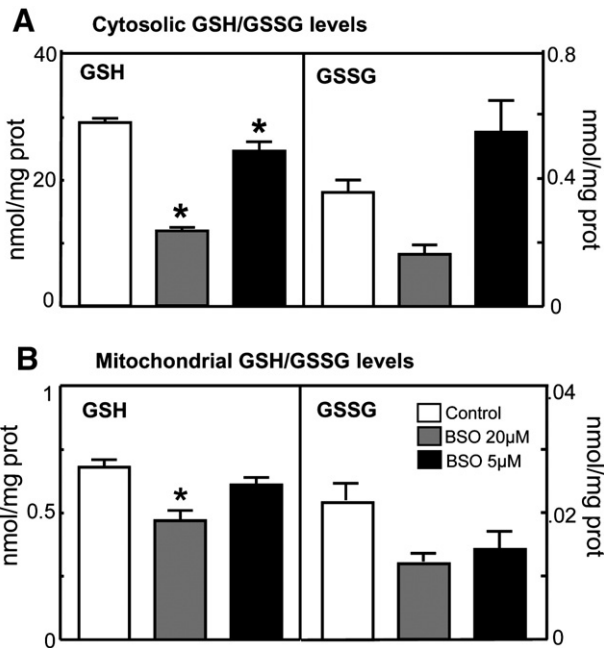 A Cytosolic GSH/GSSG levels
40
GSH
GSSG
0.8
nmol/mg prot
nmol/mg prot
20
0.4
*
*
0
0
B Mitochondrial GSH/GSSG levels
1
GSH
GSSG
.04
Control
BSO 20μM
BSO 5μM
nmol/mg prot
nmol/mg prot
*
0.5
.02
0
0